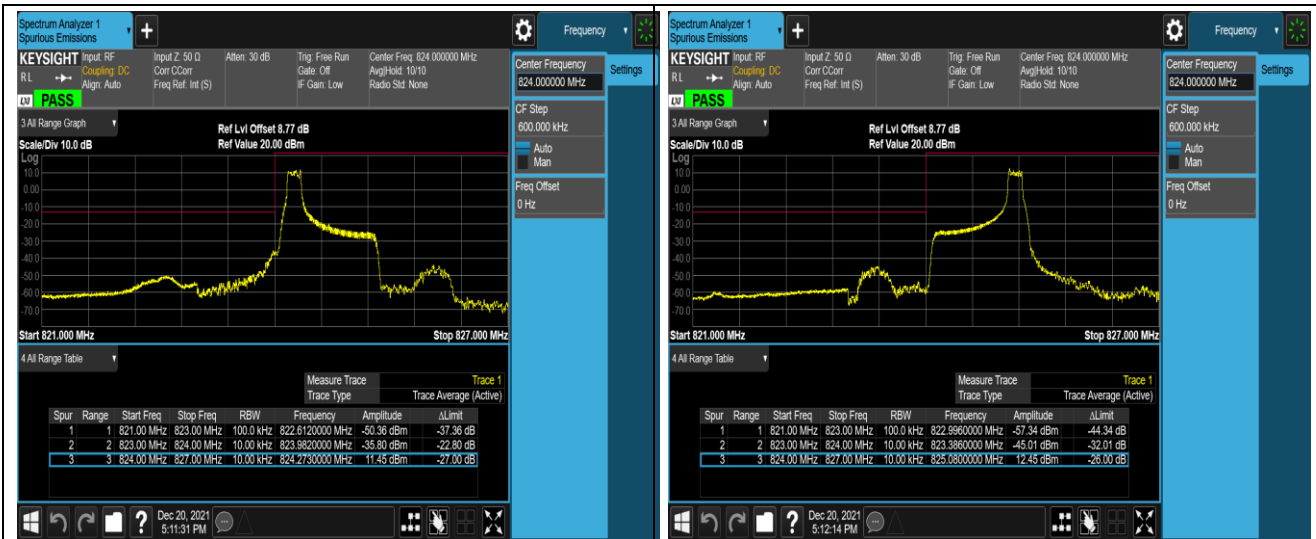 Spectrum Analyzer 1
Spurious Emissions
Frequency
KEYSIGHT
Input: RF
Input Z: 50 Ω
Atten: 30 dB
Trig: Free Run
Center Freq: 824.000000 MHz
RL
Coupling: DC
Corr CCorr
Gate: Off
Avg|Hold: 10/10
Align: Auto
Freq Ref: Int (S)
IF Gain: Low
Radio Std: None
LXI
PASS
Center Frequency
824.000000 MHz
Settings
CF Step
600.000 kHz
Auto
Man
Freq Offset
0 Hz
3 All Range Graph
Ref Lvl Offset 8.77 dB
Scale/Div 10.0 dB
Ref Value 20.00 dBm
Log
10.0
0.00
-10.0
-20.0
-30.0
-40.0
-50.0
-60.0
-70.0
Start 821.000 MHz
Stop 827.000 MHz
4 All Range Table
Measure Trace Trace 1
Trace Type Trace Average (Active)
Spur Range Start Freq Stop Freq RBW Frequency Amplitude ΔLimit
1 1 821.00 MHz 823.00 MHz 100.0 kHz 822.6120000 MHz -50.36 dBm -37.36 dB
2 2 823.00 MHz 824.00 MHz 10.00 kHz 823.9820000 MHz -35.80 dBm -22.80 dB
3 3 824.00 MHz 827.00 MHz 10.00 kHz 824.2730000 MHz 11.45 dBm -27.00 dB
?
Dec 20, 2021
5:11:31 PM
Spectrum Analyzer 1
Spurious Emissions
Frequency
KEYSIGHT
Input: RF
Input Z: 50 Ω
Atten: 30 dB
Trig: Free Run
Center Freq: 824.000000 MHz
RL
Coupling: DC
Corr CCorr
Gate: Off
Avg|Hold: 10/10
Align: Auto
Freq Ref: Int (S)
IF Gain: Low
Radio Std: None
LXI
PASS
Center Frequency
824.000000 MHz
Settings
CF Step
600.000 kHz
Auto
Man
Freq Offset
0 Hz
3 All Range Graph
Ref Lvl Offset 8.77 dB
Scale/Div 10.0 dB
Ref Value 20.00 dBm
Log
10.0
0.00
-10.0
-20.0
-30.0
-40.0
-50.0
-60.0
-70.0
Start 821.000 MHz
Stop 827.000 MHz
4 All Range Table
Measure Trace Trace 1
Trace Type Trace Average (Active)
Spur Range Start Freq Stop Freq RBW Frequency Amplitude ΔLimit
1 1 821.00 MHz 823.00 MHz 100.0 kHz 822.9960000 MHz -57.34 dBm -44.34 dB
2 2 823.00 MHz 824.00 MHz 10.00 kHz 823.3860000 MHz -45.01 dBm -32.01 dB
3 3 824.00 MHz 827.00 MHz 10.00 kHz 825.0800000 MHz 12.45 dBm -26.00 dB
?
Dec 20, 2021
5:12:14 PM